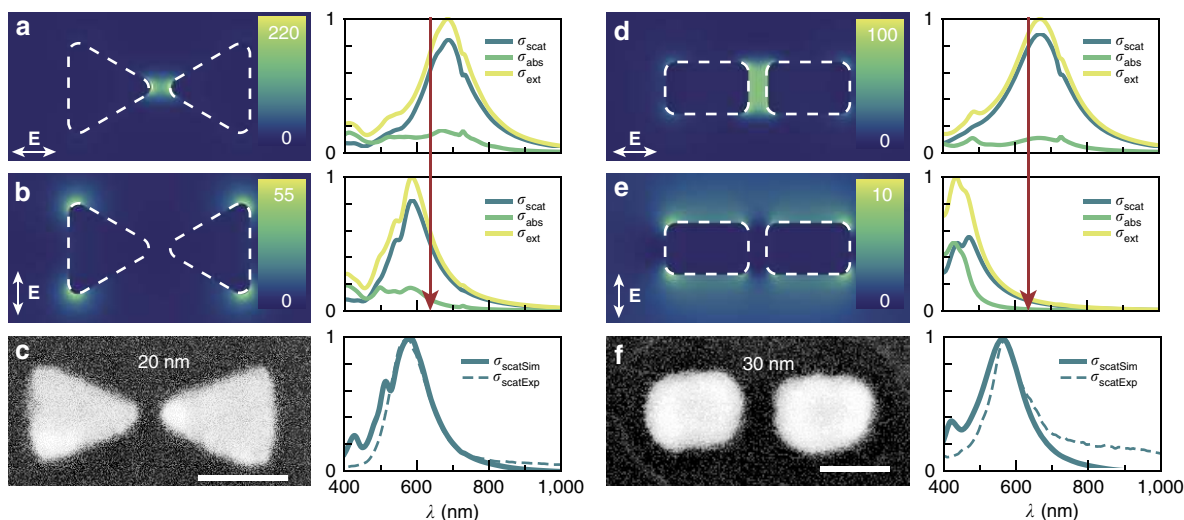 a
220
0
E
1
0
σscat
σabs
σext
d
100
0
E
1
0
σscat
σabs
σext
b
55
0
E
1
0
σscat
σabs
σext
e
10
0
E
1
0
σscat
σabs
σext
c
20 nm
1
0
σscatSim
σscatExp
400 600 800 1,000
λ (nm)
f
30 nm
1
0
σscatSim
σscatExp
400 600 800 1,000
λ (nm)